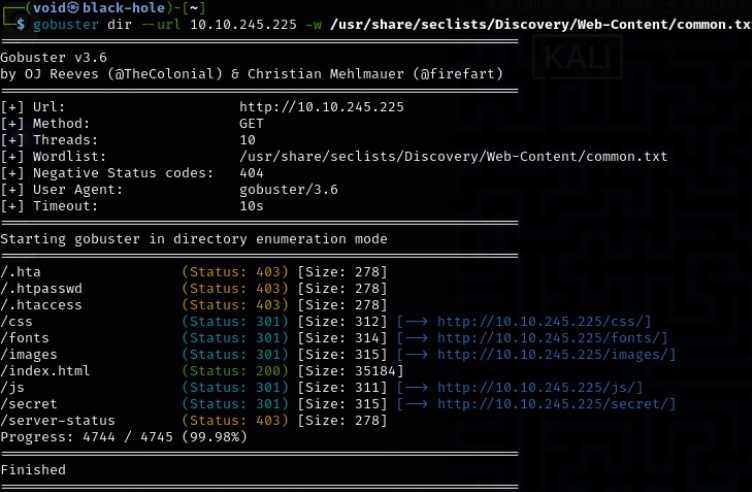 (void㉿black-hole)-[~]
$ gobuster dir --url 10.10.245.225 -w /usr/share/seclists/Discovery/Web-Content/common.txt
===============================================================
Gobuster v3.6
by OJ Reeves (@TheColonial) & Christian Mehlmauer (@firefart)
===============================================================
[+] Url:                     http://10.10.245.225
[+] Method:                  GET
[+] Threads:                 10
[+] Wordlist:                /usr/share/seclists/Discovery/Web-Content/common.txt
[+] Negative Status codes:   404
[+] User Agent:              gobuster/3.6
[+] Timeout:                 10s
===============================================================
Starting gobuster in directory enumeration mode
===============================================================
/.hta                 (Status: 403) [Size: 278]
/.htpasswd            (Status: 403) [Size: 278]
/.htaccess            (Status: 403) [Size: 278]
/css                  (Status: 301) [Size: 312] [--> http://10.10.245.225/css/]
/fonts                (Status: 301) [Size: 314] [--> http://10.10.245.225/fonts/]
/images               (Status: 301) [Size: 315] [--> http://10.10.245.225/images/]
/index.html           (Status: 200) [Size: 35184]
/js                   (Status: 301) [Size: 311] [--> http://10.10.245.225/js/]
/secret               (Status: 301) [Size: 315] [--> http://10.10.245.225/secret/]
/server-status        (Status: 403) [Size: 278]
Progress: 4744 / 4745 (99.98%)
===============================================================
Finished
===============================================================
KALI
Kali Linux Kali Tools Kali Docs